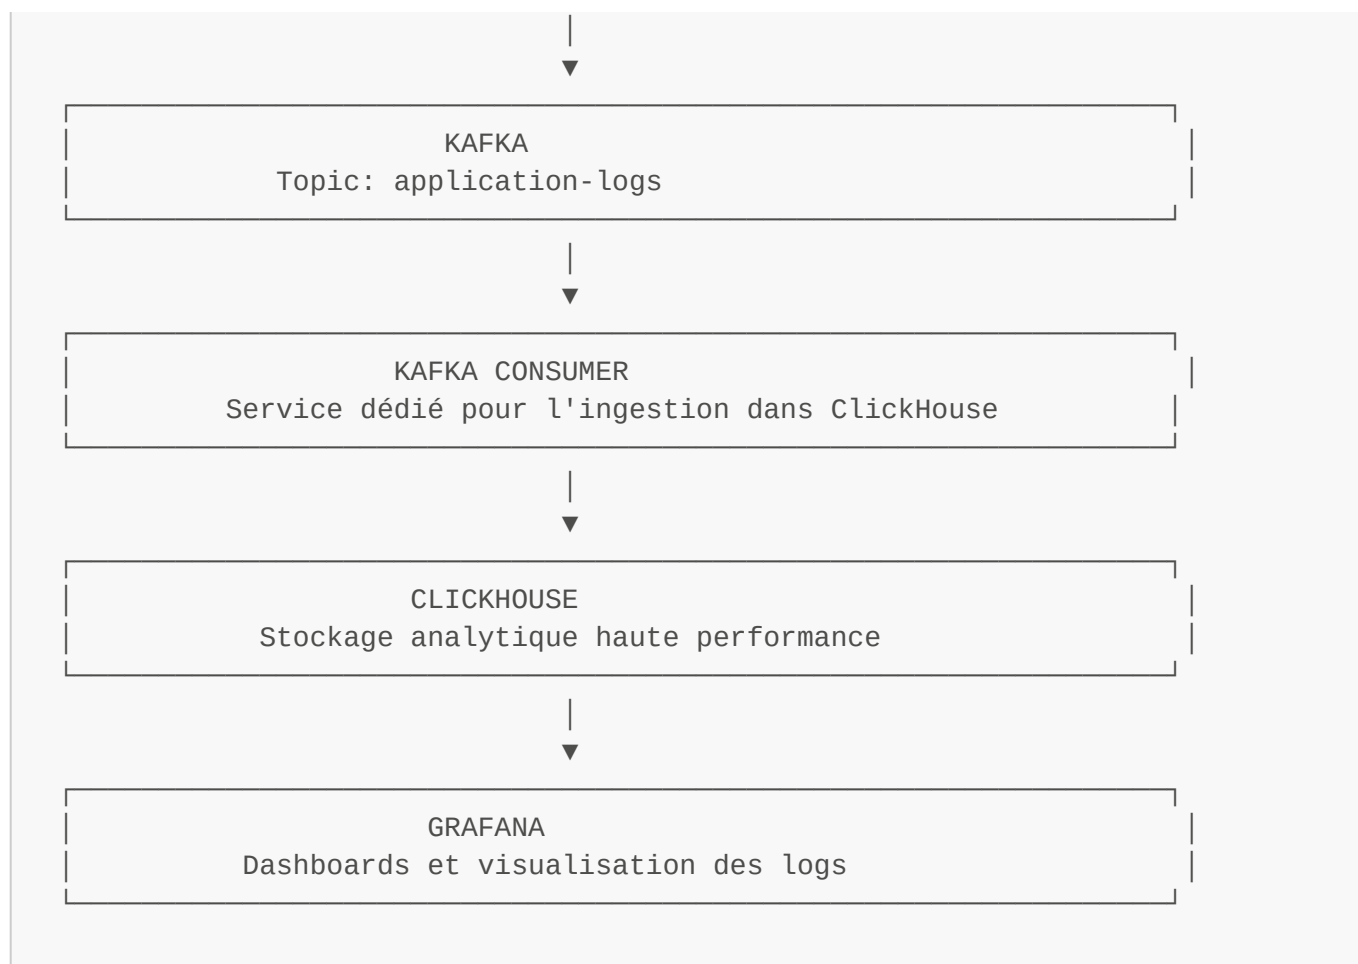 KAFKA
Topic: application-logs
KAFKA CONSUMER
Service dédié pour l'ingestion dans ClickHouse
CLICKHOUSE
Stockage analytique haute performance
GRAFANA
Dashboards et visualisation des logs